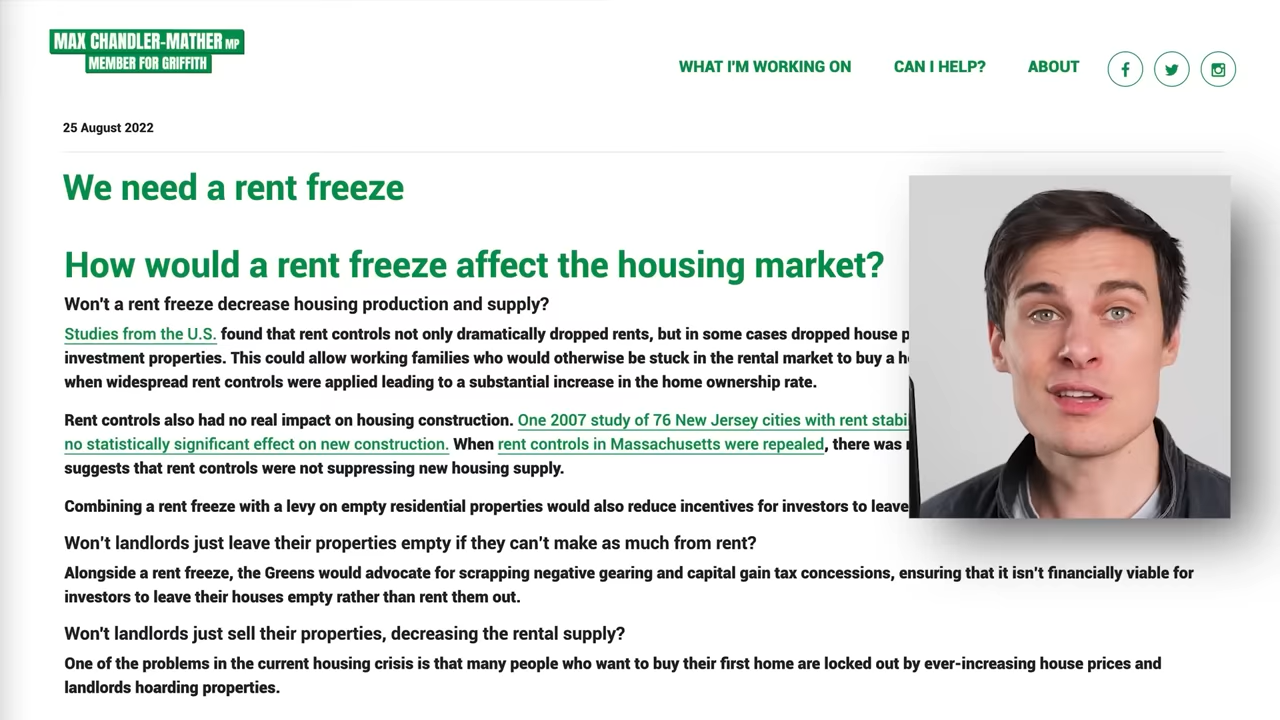 MAX CHANDLER-MATHER MP
MEMBER FOR GRIFFITH
WHAT I'M WORKING ON
CAN I HELP?
ABOUT
25 August 2022
We need a rent freeze
How would a rent freeze affect the housing market?
Won't a rent freeze decrease housing production and supply?
Studies from the U.S. found that rent controls not only dramatically dropped rents, but in some cases dropped house
investment properties. This could allow working families who would otherwise be stuck in the rental market to buy a
when widespread rent controls were applied leading to a substantial increase in the home ownership rate.
Rent controls also had no real impact on housing construction. One 2007 study of 76 New Jersey cities with rent
no statistically significant effect on new construction. When rent controls in Massachusetts were repealed, there was
suggests that rent controls were not suppressing new housing supply.
Combining a rent freeze with a levy on empty residential properties would also reduce incentives for investors to leave
Won't landlords just leave their properties empty if they can't make as much from rent?
Alongside a rent freeze, the Greens would advocate for scrapping negative gearing and capital gain tax concessions, ensuring that it isn't financially viable for
investors to leave their houses empty rather than rent them out.
Won't landlords just sell their properties, decreasing the rental supply?
One of the problems in the current housing crisis is that many people who want to buy their first home are locked out by ever-increasing house prices and
landlords hoarding properties.